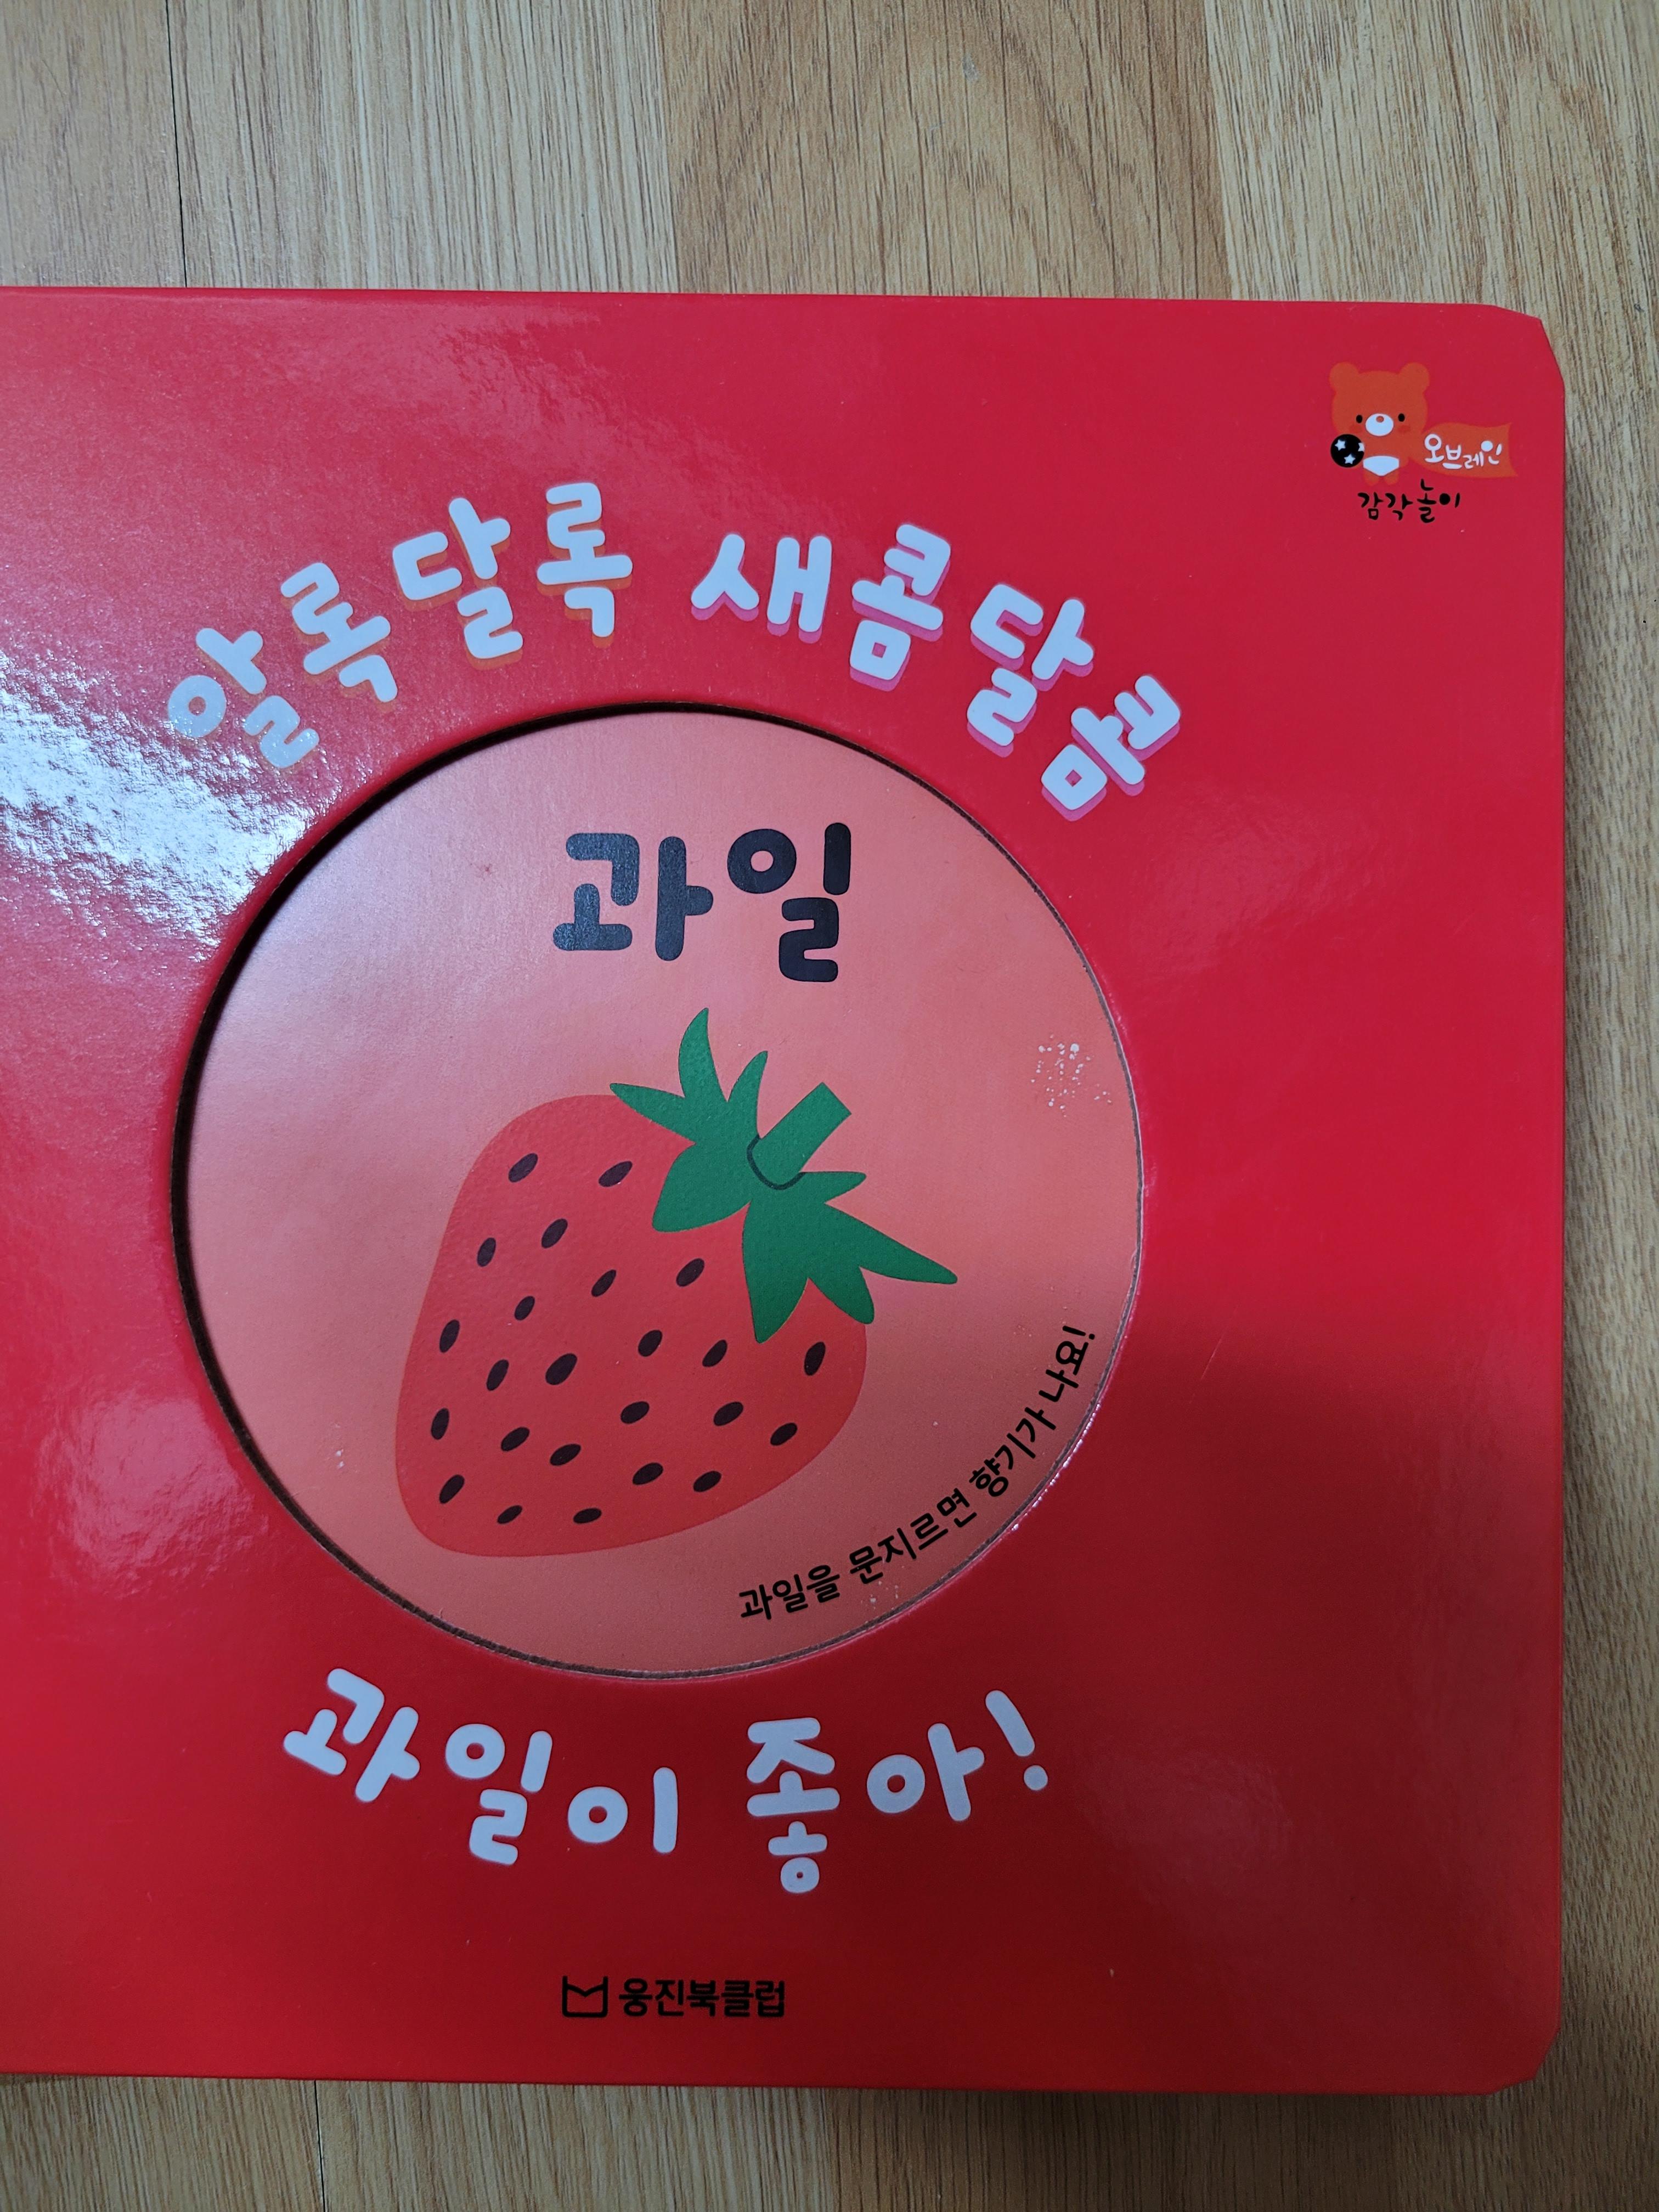 오브레인
감각놀이
알록달록 새콤달콤
과일
과일을 문지르면 향기가 나요!
과일이 좋아!
웅진북클럽